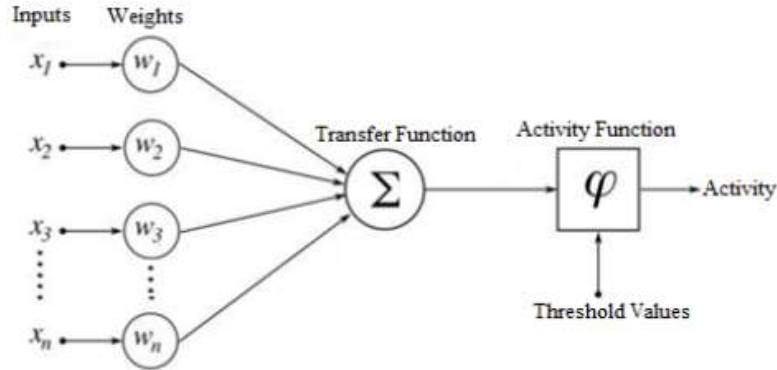 Inputs Weights
x1 w1
x2 w2
x3 w3
xn wn
Transfer Function
Σ
Activity Function
φ
Activity
Threshold Values